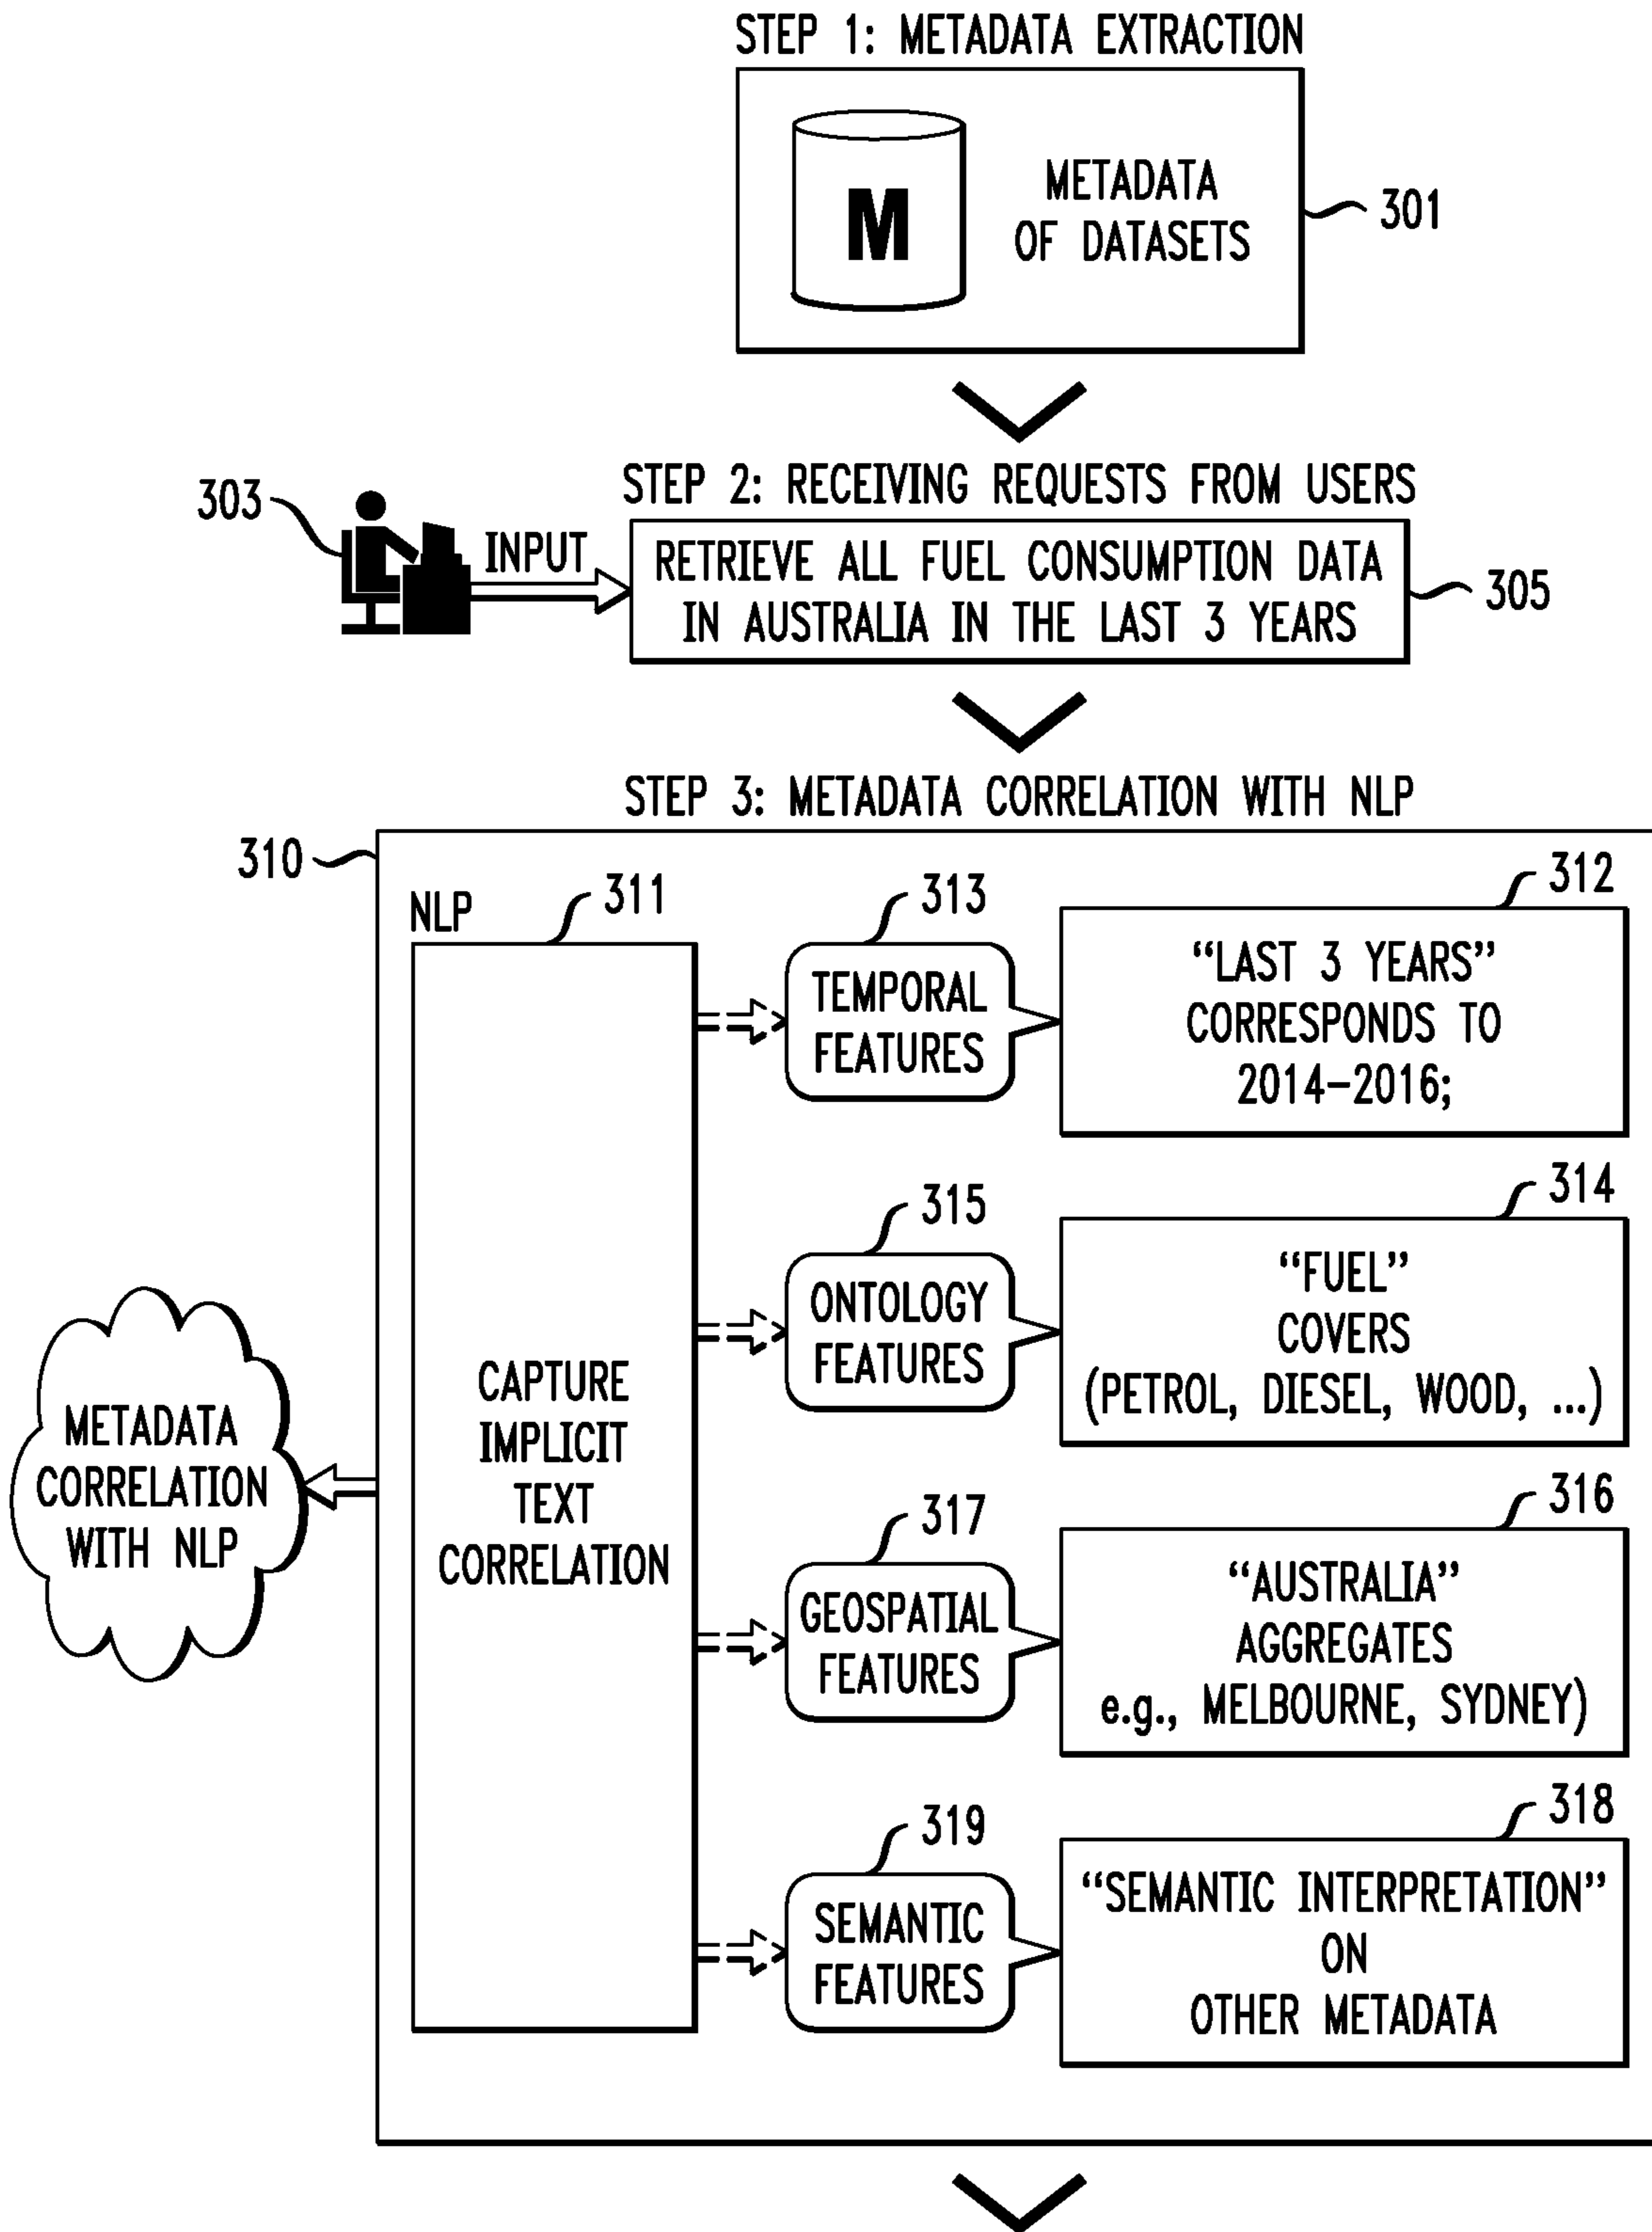 STEP 1: METADATA EXTRACTION
M
METADATA
OF DATASETS
301
STEP 2: RECEIVING REQUESTS FROM USERS
303
INPUT
RETRIEVE ALL FUEL CONSUMPTION DATA
IN AUSTRALIA IN THE LAST 3 YEARS
305
STEP 3: METADATA CORRELATION WITH NLP
310
NLP
311
CAPTURE
IMPLICIT
TEXT
CORRELATION
313
TEMPORAL
FEATURES
312
“LAST 3 YEARS”
CORRESPONDS TO
2014–2016;
315
ONTOLOGY
FEATURES
314
“FUEL”
COVERS
(PETROL, DIESEL, WOOD, ...)
317
GEOSPATIAL
FEATURES
316
“AUSTRALIA”
AGGREGATES
e.g., MELBOURNE, SYDNEY)
319
SEMANTIC
FEATURES
318
“SEMANTIC INTERPRETATION”
ON
OTHER METADATA
METADATA
CORRELATION
WITH NLP